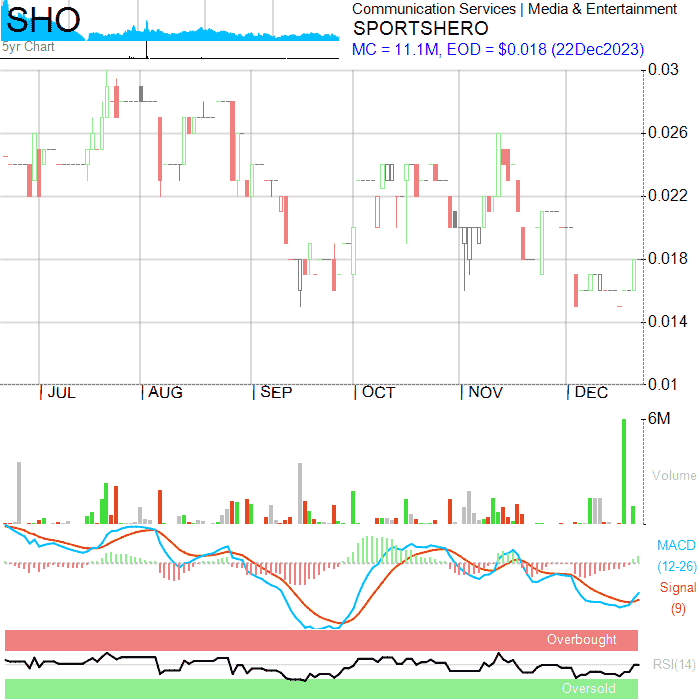 SHO
5yr Chart
Communication Services | Media & Entertainment
SPORTSHERO
MC = 11.1M, EOD = $0.018 (22Dec2023)
0.03
0.026
0.022
0.018
0.014
0.01
JUL AUG SEP OCT NOV DEC
6M
Volume
MACD
(12-26)
Signal
(9)
Overbought
RSI(14)
Oversold